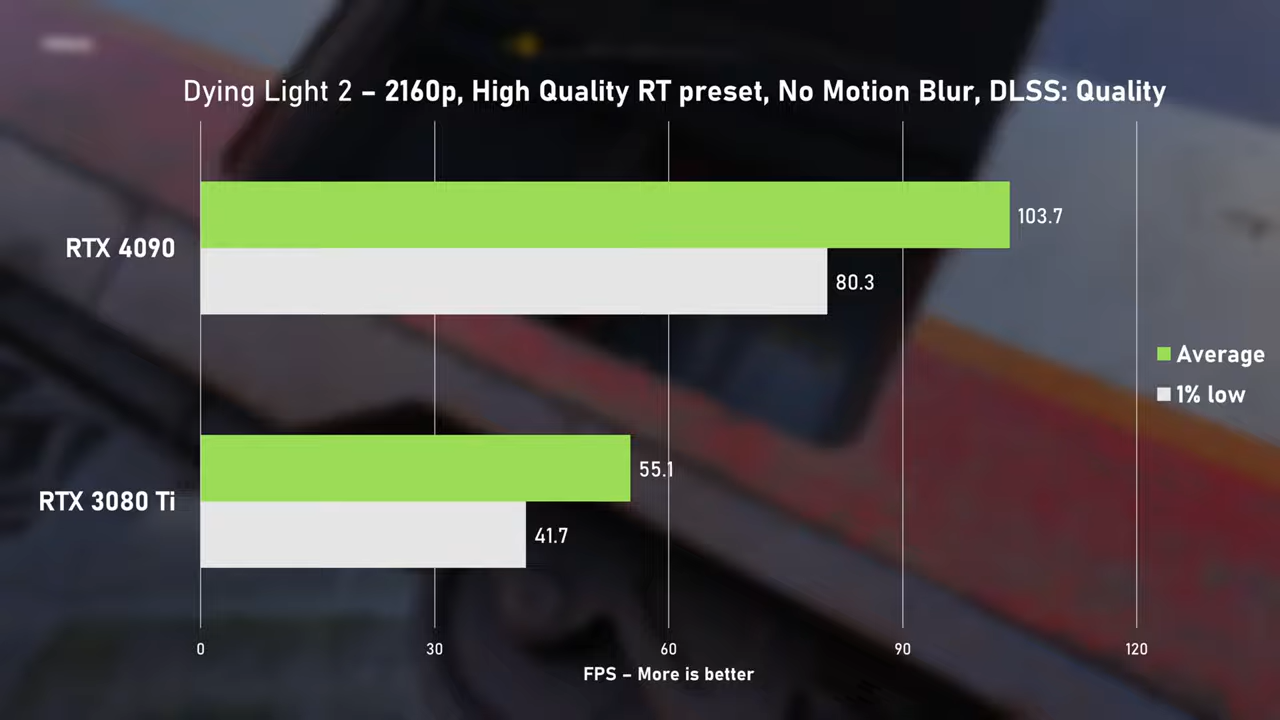 Dying Light 2 – 2160p, High Quality RT preset, No Motion Blur, DLSS: Quality
RTX 4090
103.7
80.3
RTX 3080 Ti
55.1
41.7
Average
1% low
0 30 60 90 120
FPS – More is better